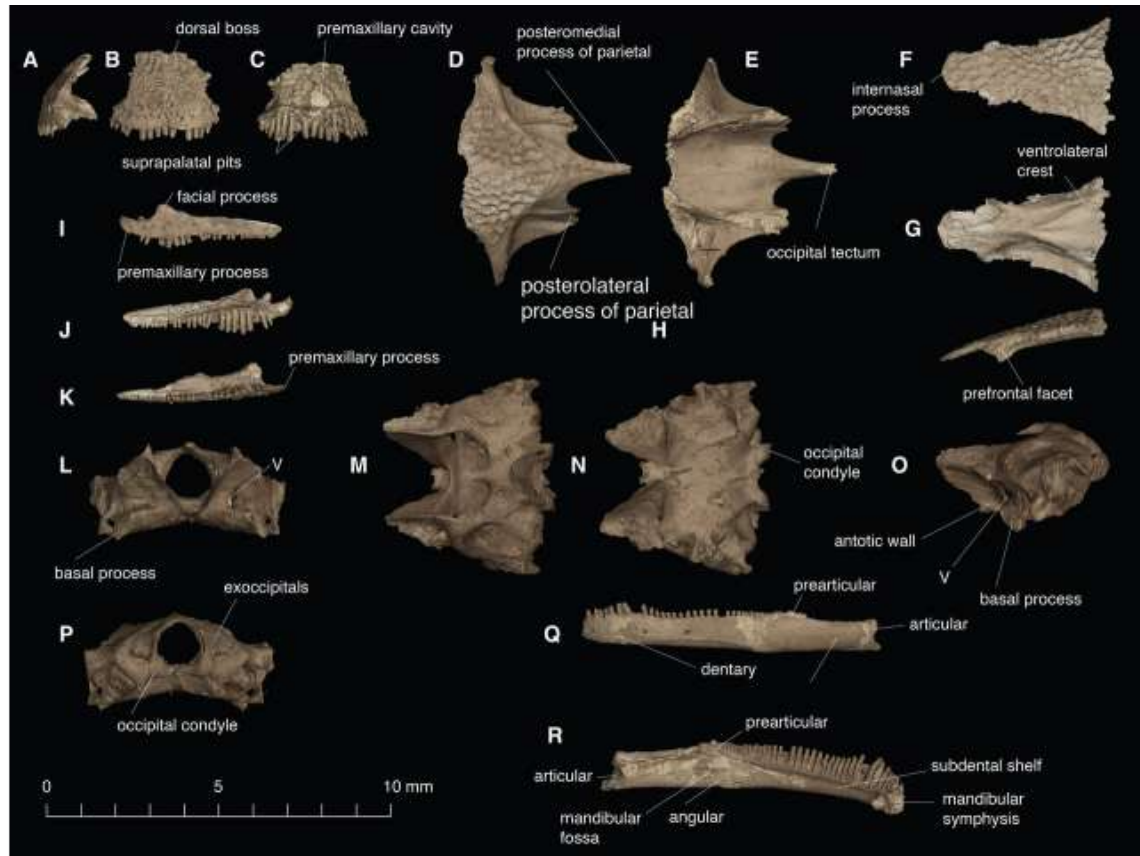 dorsal boss
premaxillary cavity
A
B
C
suprapalatal pits
posteromedial
process of parietal
D
E
F
internasal
process
ventrolateral
crest
facial process
I
premaxillary process
G
occipital tectum
posterolateral
process of parietal
H
J
premaxillary process
K
prefrontal facet
L
V
basal process
M
N
occipital
condyle
O
antotic wall
V
basal process
exoccipitals
P
occipital condyle
prearticular
Q
articular
dentary
R
prearticular
subdental shelf
articular
mandibular
fossa
angular
mandibular
symphysis
0
5
10 mm